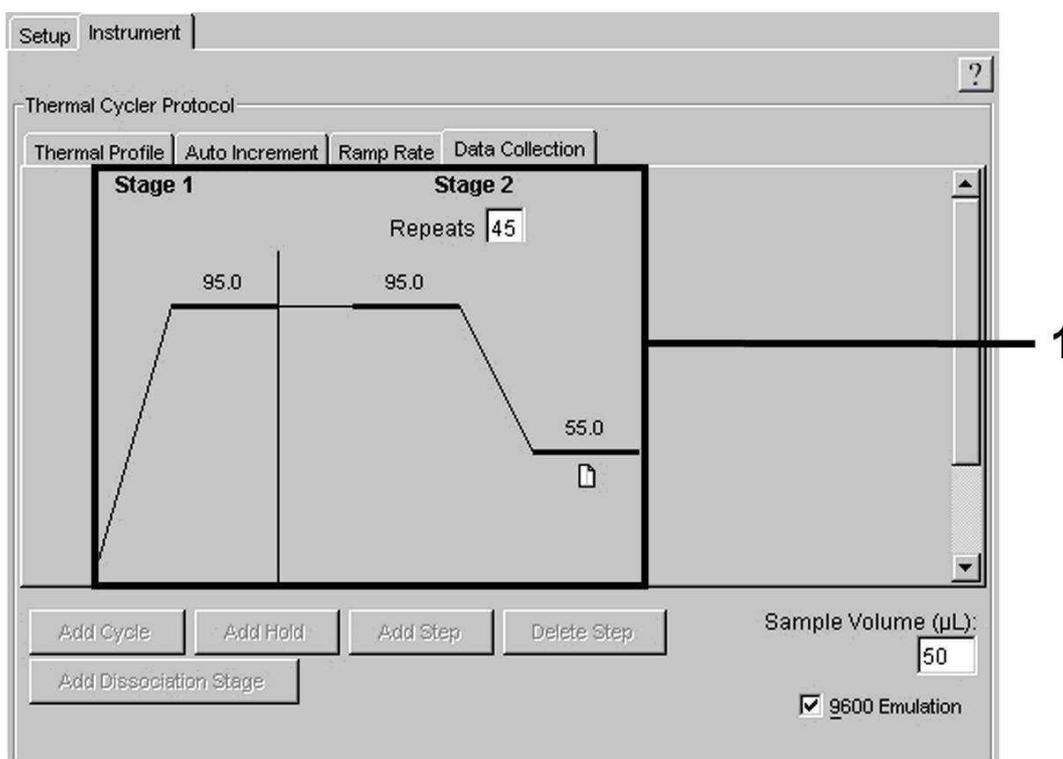 Setup Instrument
?
Thermal Cycler Protocol
Thermal Profile Auto Increment Ramp Rate Data Collection
Stage 1 Stage 2
Repeats 45
95.0 95.0
1
55.0
Add Cycle Add Hold Add Step Delete Step Sample Volume (µL):
50
Add Dissociation Stage
9600 Emulation